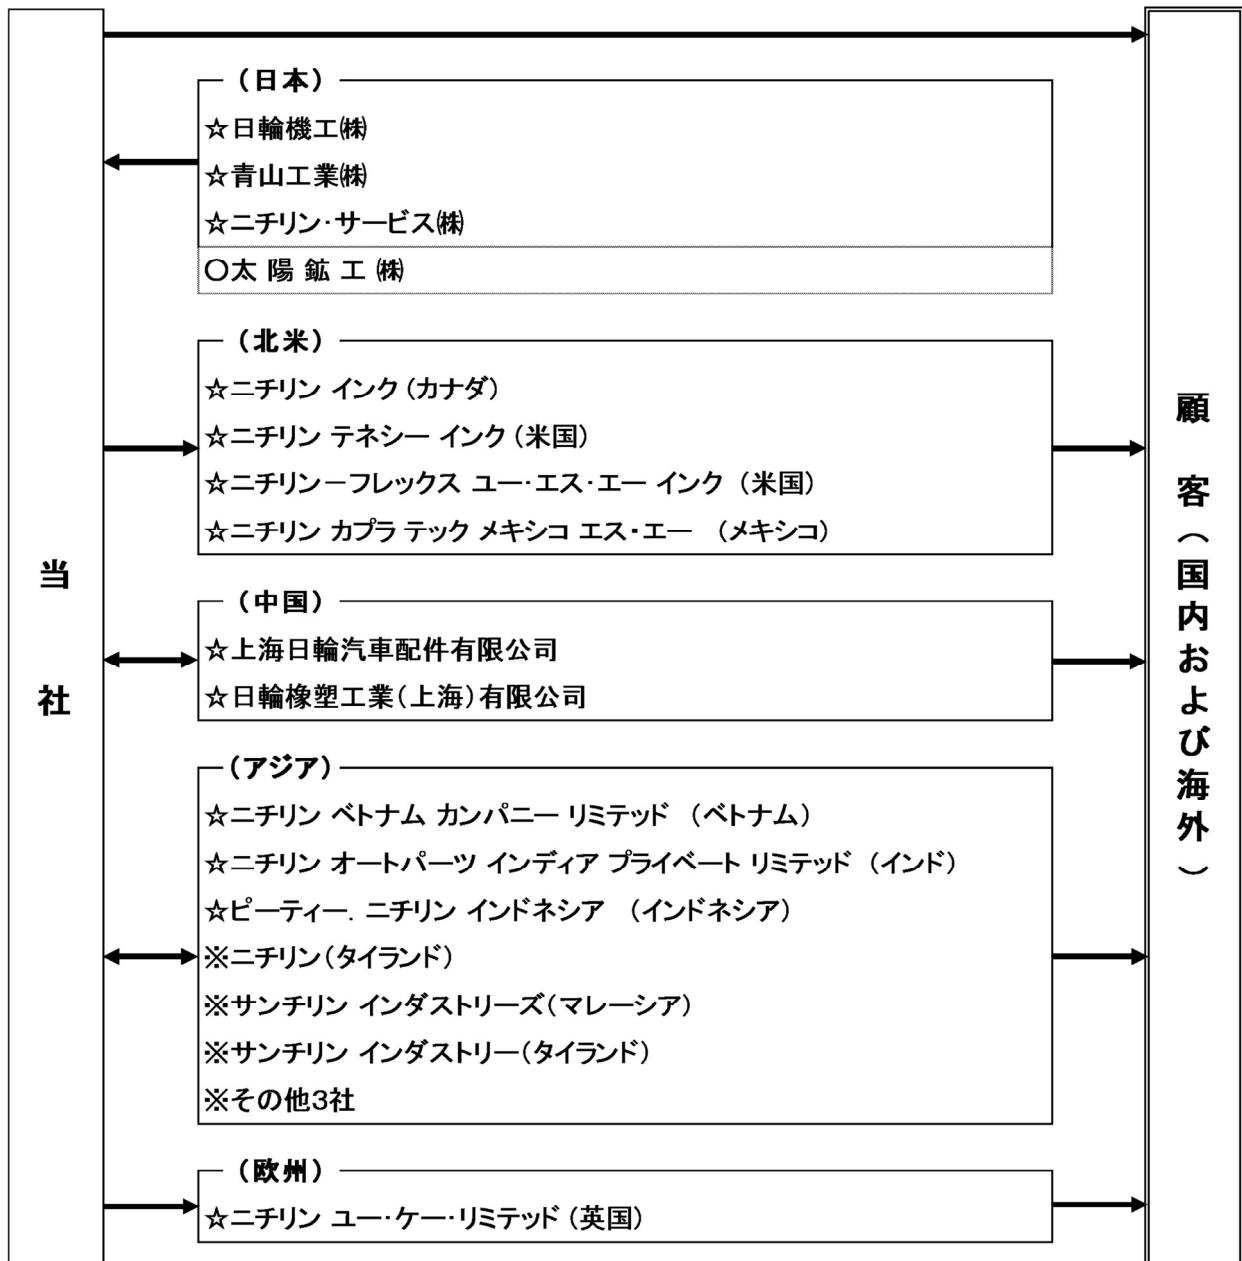 当社
（日本）
☆日輪機工㈱
☆青山工業㈱
☆ニチリン・サービス㈱
○太 陽 鉱 工 ㈱
（北米）
☆ニチリン インク（カナダ）
☆ニチリン テネシー インク（米国）
☆ニチリン－フレックス ユー・エス・エー インク （米国）
☆ニチリン カプラ テック メキシコ エス・エー （メキシコ）
（中国）
☆上海日輪汽車配件有限公司
☆日輪橡塑工業（上海）有限公司
（アジア）
☆ニチリン ベトナム カンパニー リミテッド （ベトナム）
☆ニチリン オートパーツ インディア プライベート リミテッド （インド）
☆ピーティー． ニチリン インドネシア （インドネシア）
※ニチリン（タイランド）
※サンチリン インダストリーズ（マレーシア）
※サンチリン インダストリー（タイランド）
※その他3社
（欧州）
☆ニチリン ユー・ケー・リミテッド（英国）
顧 客（国内および海外）